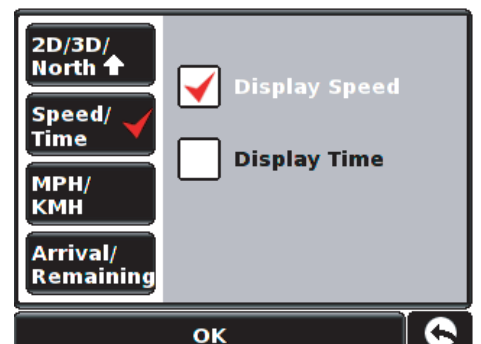 2D/3D/
North
Speed/
Time
MPH/
KMH
Arrival/
Remaining
Display Speed
Display Time
OK